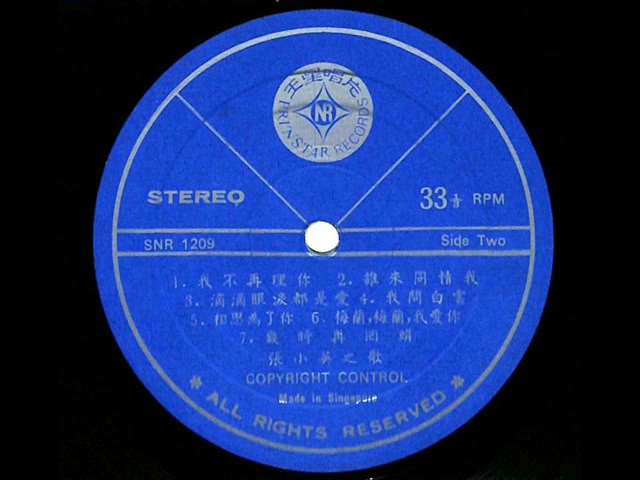 王星唱片
NR
PRINSTAR RECORDS
STEREO
33⅓ RPM
SNR 1209
Side Two
1. 我不再理你 2. 誰來同情我
3. 滴滴眼淚都是愛 4. 我問白雲
5. 相思為了你 6. 梅蘭,梅蘭,我愛你
7. 幾時再回頭
張小英之歌
COPYRIGHT CONTROL
Made in Singapore
* ALL RIGHTS RESERVED *